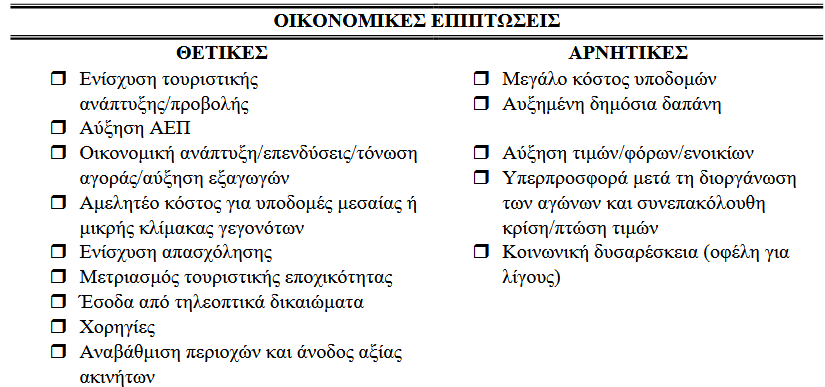 ΟΙΚΟΝΟΜΙΚΕΣ ΕΠΙΠΤΩΣΕΙΣ
ΘΕΤΙΚΕΣ
❒ Ενίσχυση τουριστικής
ανάπτυξης/προβολής
❒ Αύξηση ΑΕΠ
❒ Οικονομική ανάπτυξη/επενδύσεις/τόνωση
αγοράς/αύξηση εξαγωγών
❒ Αμελητέο κόστος για υποδομές μεσαίας ή
μικρής κλίμακας γεγονότων
❒ Ενίσχυση απασχόλησης
❒ Μετριασμός τουριστικής εποχικότητας
❒ Έσοδα από τηλεοπτικά δικαιώματα
❒ Χορηγίες
❒ Αναβάθμιση περιοχών και άνοδος αξίας
ακινήτων
ΑΡΝΗΤΙΚΕΣ
❒ Μεγάλο κόστος υποδομών
❒ Αυξημένη δημόσια δαπάνη
❒ Αύξηση τιμών/φόρων/ενοικίων
❒ Υπερπροσφορά μετά τη διοργάνωση
των αγώνων και συνεπακόλουθη
κρίση/πτώση τιμών
❒ Κοινωνική δυσαρέσκεια (οφέλη για
λίγους)